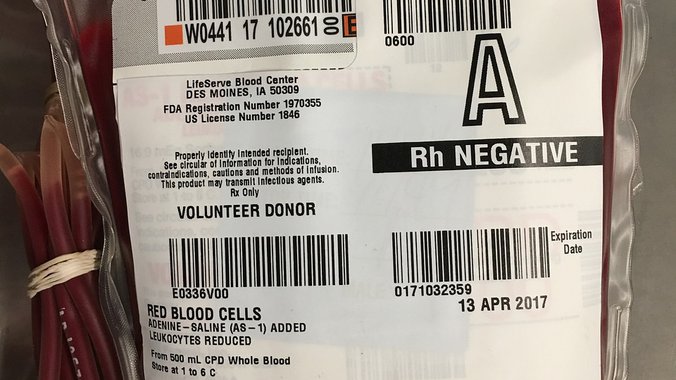 W0441 17 102661 00 E
0600
A
Rh NEGATIVE
LifeServe Blood Center
DES MOINES, IA 50309
FDA Registration Number 1970355
US License Number 1846
Properly Identify Intended recipient.
See circular of information for indications,
contraindications, cautions and methods of infusion.
This product may transmit infectious agents.
Rx Only
VOLUNTEER DONOR
E0336V00
Expiration
Date
0171032359
13 APR 2017
RED BLOOD CELLS
ADENINE-SALINE (AS-1) ADDED
LEUKOCYTES REDUCED
From 500 mL CPD Whole Blood
Store at 1 to 6 C